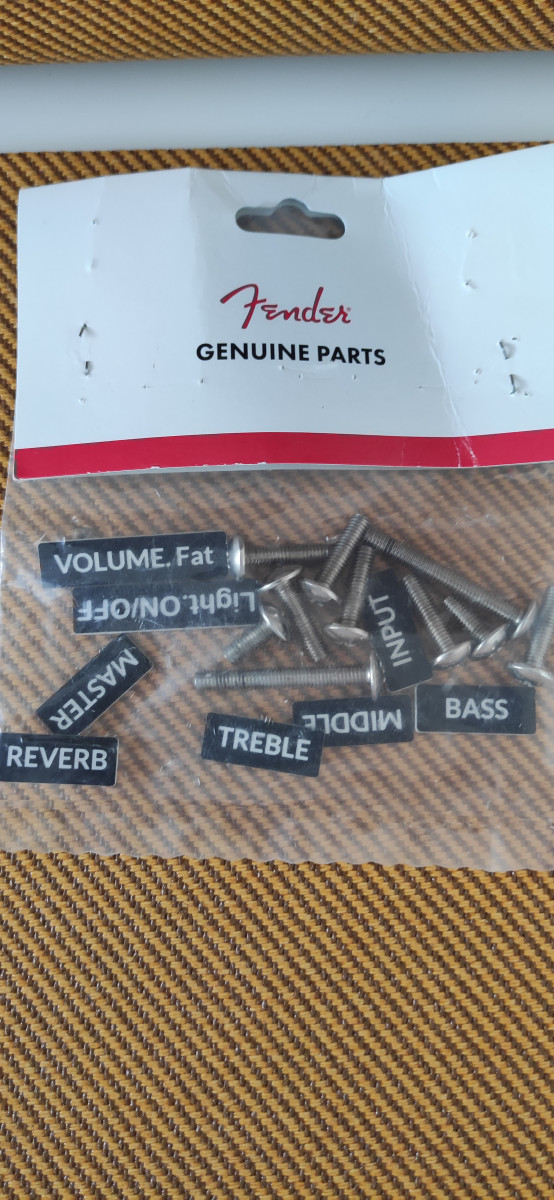 Fender
GENUINE PARTS
VOLUME. Fat
Light.ON/OFF
INPUT
MASTER
REVERB
TREBLE
MIDDLE
BASS